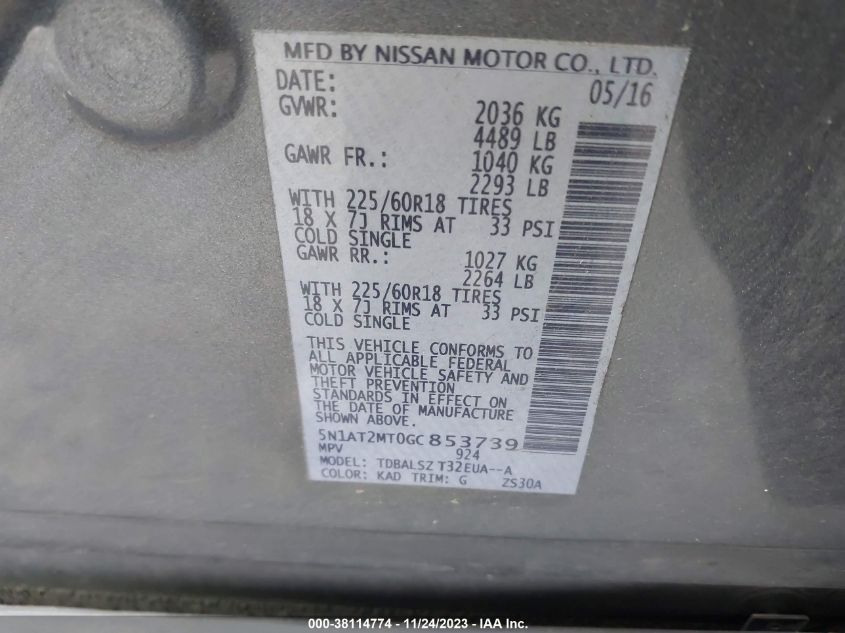 MFD BY NISSAN MOTOR CO., LTD.
DATE: 05/16
GVWR: 2036 KG
4489 LB
GAWR FR.: 1040 KG
2293 LB
WITH 225/60R18 TIRES
18 X 7J RIMS AT 33 PSI
COLD SINGLE
GAWR RR.: 1027 KG
2264 LB
WITH 225/60R18 TIRES
18 X 7J RIMS AT 33 PSI
COLD SINGLE
THIS VEHICLE CONFORMS TO
ALL APPLICABLE FEDERAL
MOTOR VEHICLE SAFETY AND
THEFT PREVENTION
STANDARDS IN EFFECT ON
THE DATE OF MANUFACTURE
SHOWN ABOVE.
5N1AT2MT0GC853739
MPV 924
MODEL: TDBALSZ T32EUA--A
COLOR: KAD TRIM: G ZS30A
000-38114774 - 11/24/2023 - IAA Inc.